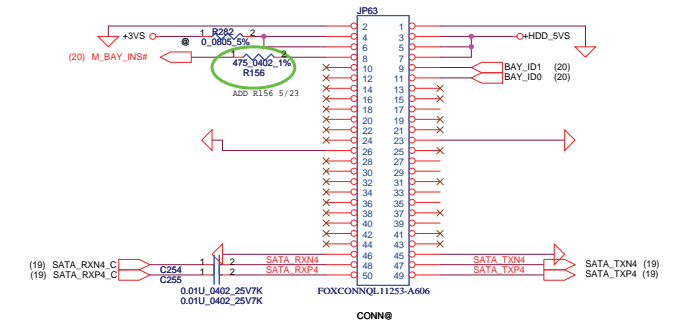 JP63
+3VS 1 R282 2 2 1 +HDD_5VS
@ 0_0805_5% 4 3
6 5
(20) M_BAY_INS# 1 2 8 7
475_0402_1% 10 9 BAY_ID1 (20)
R156 12 11 BAY_ID0 (20)
ADD R156 5/23 14 13
16 15
18 17
20 19
22 21
24 23
26 25
28 27
30 29
32 31
34 33
36 35
38 37
40 39
42 41
44 43
46 45
(19) SATA_RXN4_C 1 2 SATA_RXN4 48 47 SATA_TXN4 SATA_TXN4 (19)
(19) SATA_RXP4_C C254 1 2 SATA_RXP4 50 49 SATA_TXP4 SATA_TXP4 (19)
C255
0.01U_0402_25V7K
0.01U_0402_25V7K
FOXCONNQL11253-A606
CONN@